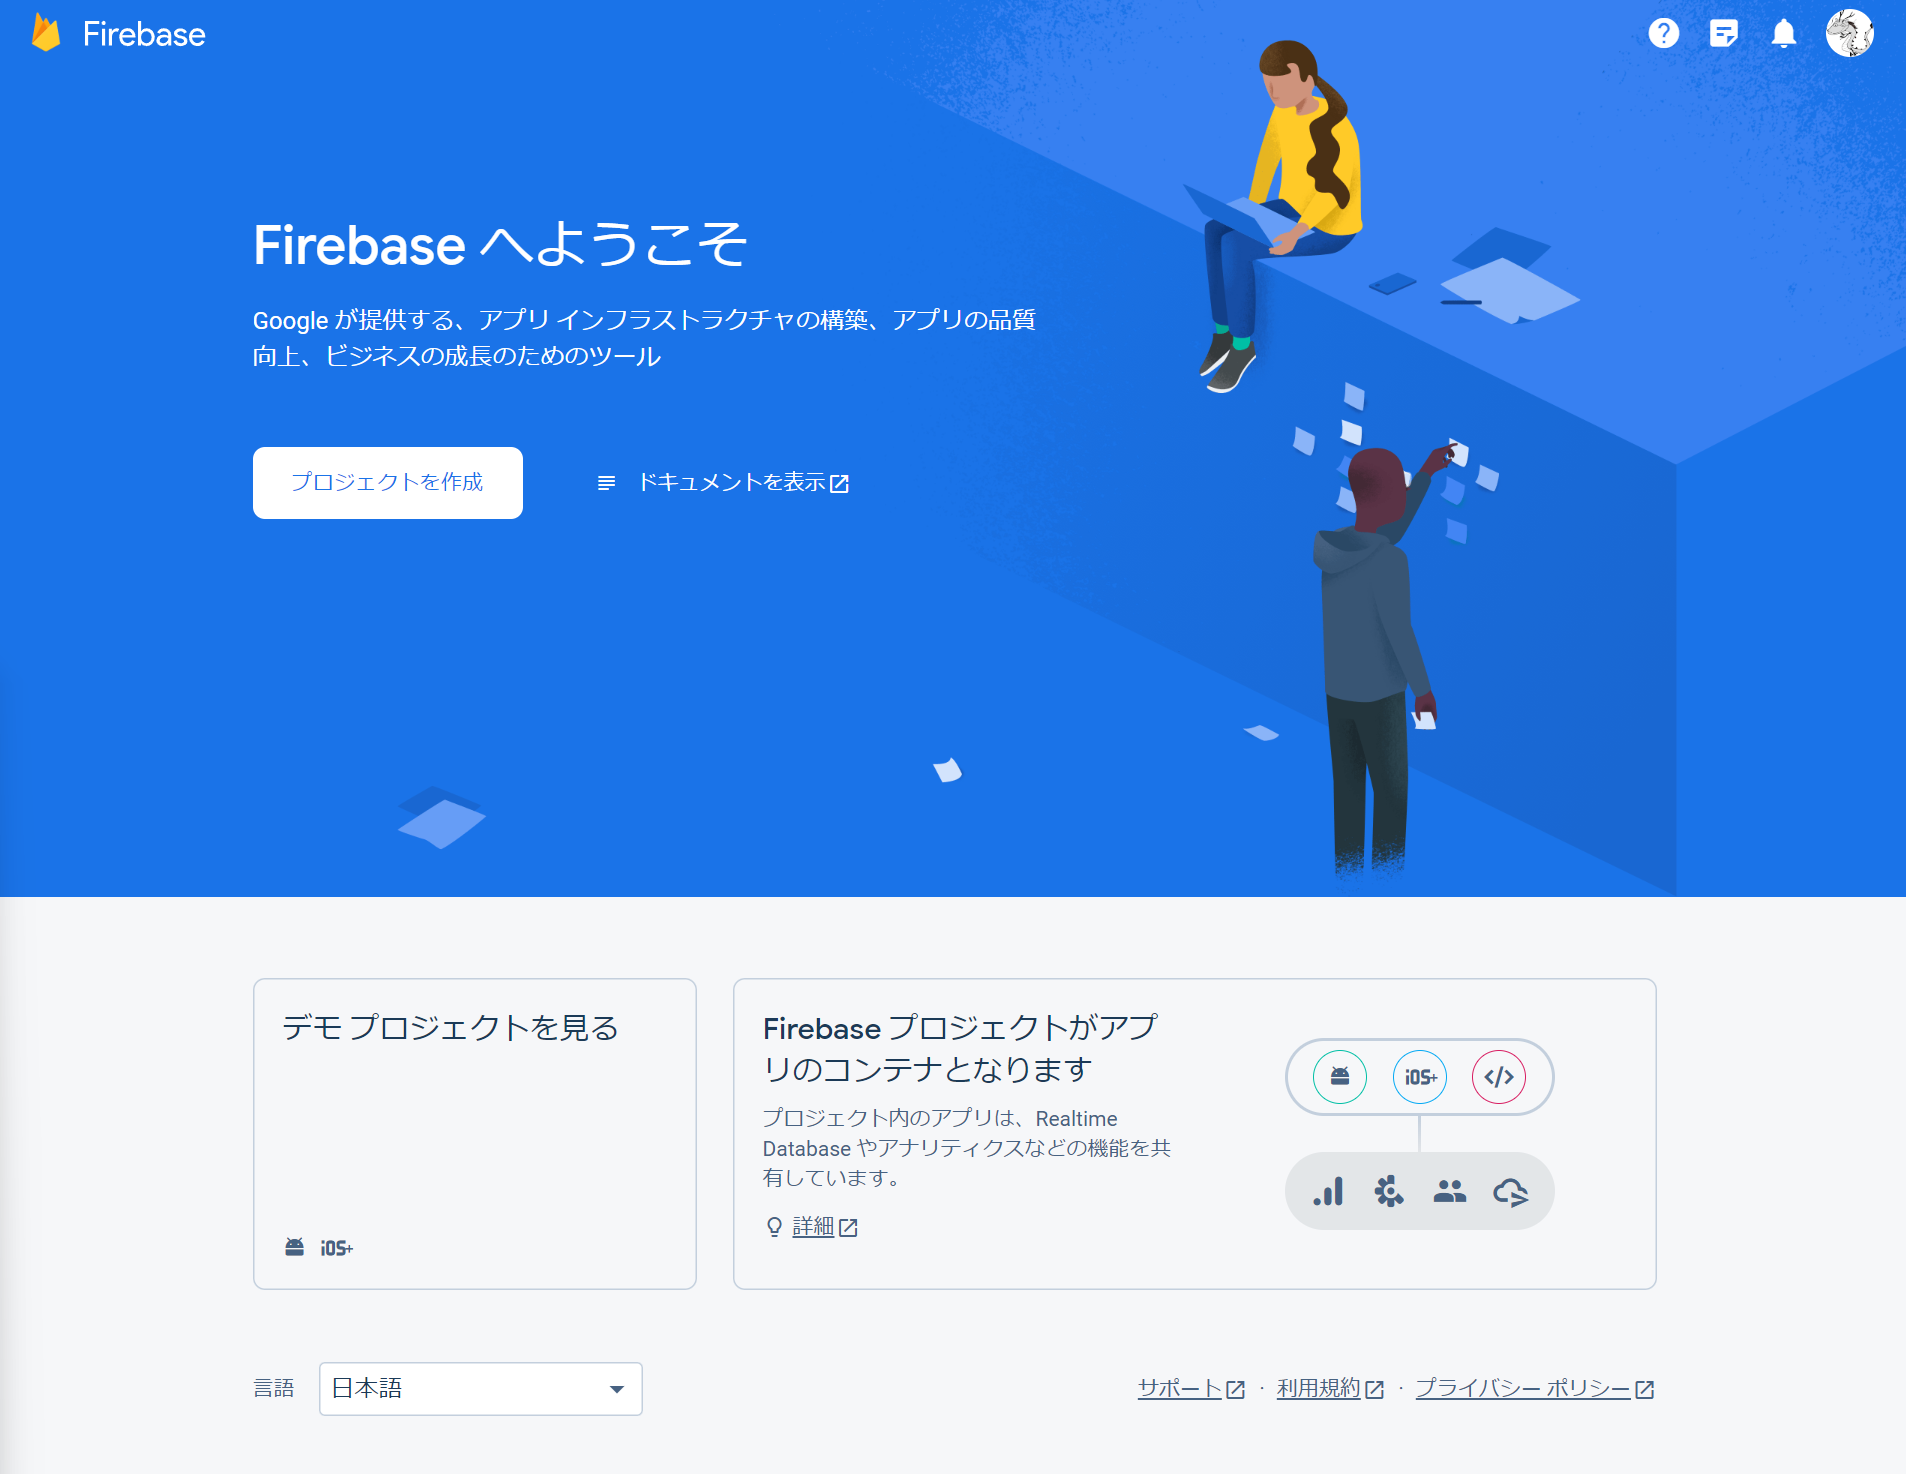 Firebase
Firebase へようこそ
Google が提供する、アプリ インフラストラクチャの構築、アプリの品質
向上、ビジネスの成長のためのツール
プロジェクトを作成
ドキュメントを表示
デモ プロジェクトを見る
iOS+
Firebase プロジェクトがアプ
リのコンテナとなります
プロジェクト内のアプリは、Realtime
Database やアナリティクスなどの機能を共
有しています。
詳細
iOS+
言語
日本語
サポート · 利用規約 · プライバシー ポリシー